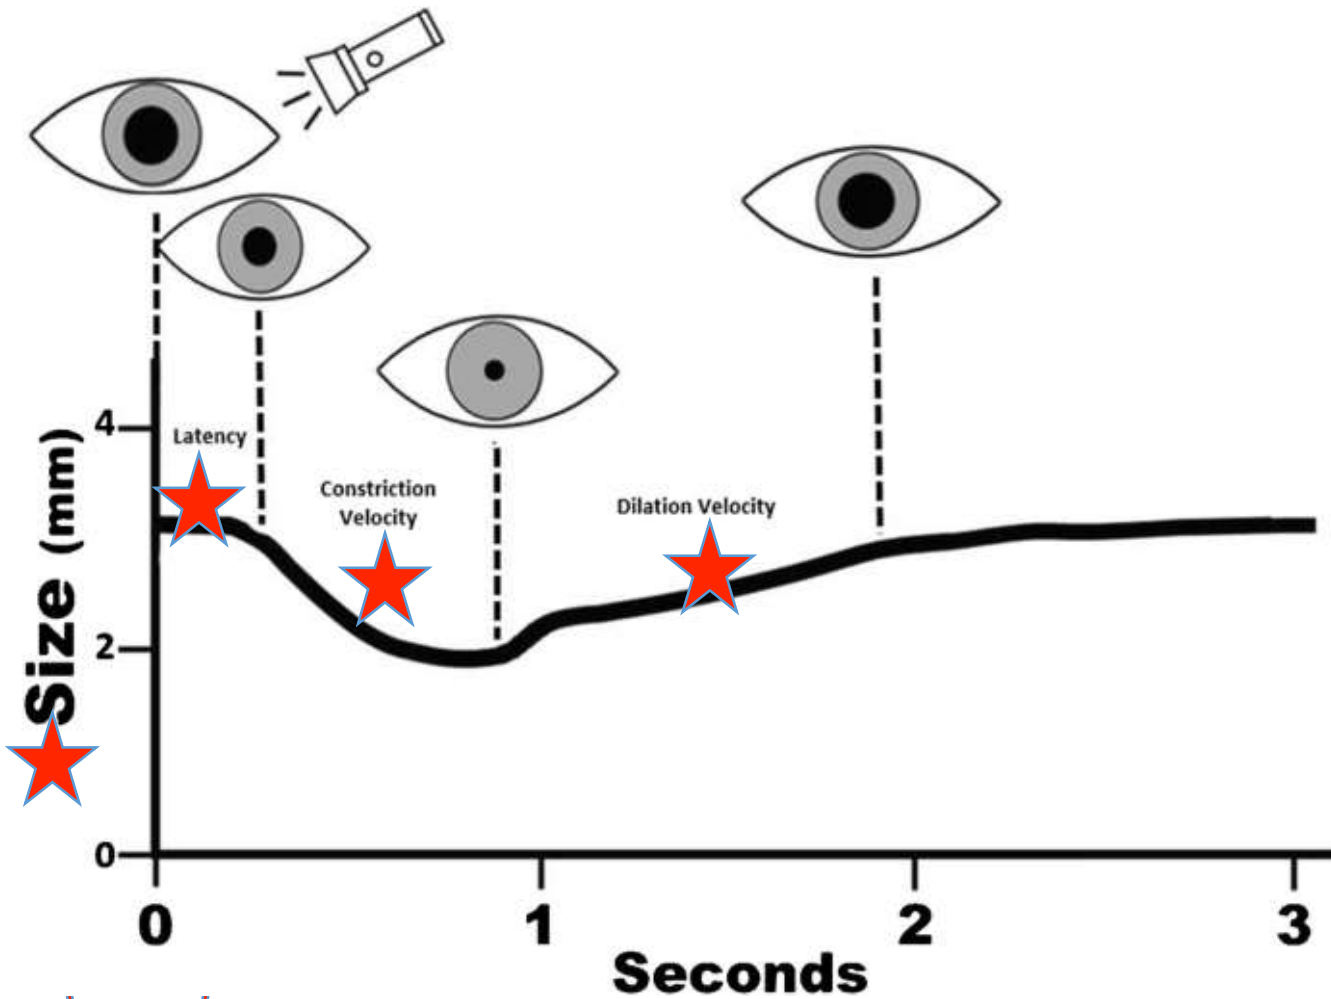 4
Latency
Constriction
Velocity
Dilation Velocity
Size (mm)
2
0
0 1 2 3
Seconds